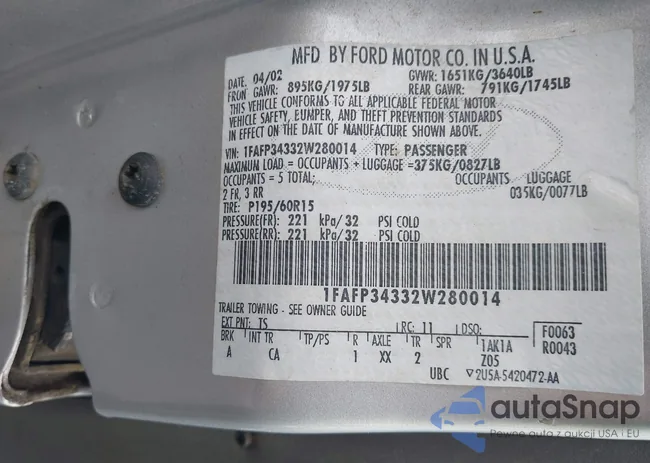 MFD BY FORD MOTOR CO. IN U.S.A.
DATE 04/02 GVWR: 1651KG/3640LB
FRONT GAWR: 895KG/1975LB REAR GAWR: 791KG/1745LB
THIS VEHICLE CONFORMS TO ALL APPLICABLE FEDERAL MOTOR
VEHICLE SAFETY, BUMPER, AND THEFT PREVENTION STANDARDS
IN EFFECT ON THE DATE OF MANUFACTURE SHOWN ABOVE.
VIN: 1FAFP34332W280014 TYPE: PASSENGER
MAXIMUM LOAD = OCCUPANTS + LUGGAGE =375KG/0827LB
OCCUPANTS = 5 TOTAL; OCCUPANTS LUGGAGE
2 FR, 3 RR 035KG/0077LB
TIRE: P195/60R15
PRESSURE(FR): 221 kPa/32 PSI COLD
PRESSURE(RR): 221 kPa/32 PSI COLD
1FAFP34332W280014
TRAILER TOWING - SEE OWNER GUIDE
EXT PNT: TS RC: 11 DSO: F0063
BRK INT TR TP/PS R AXLE TR SPR 1AK1A R0043
A CA 1 XX 2 Z05
UBC ▽2U5A-5420472-AA
autaSnap
Pewne auta z aukcji USA i EU